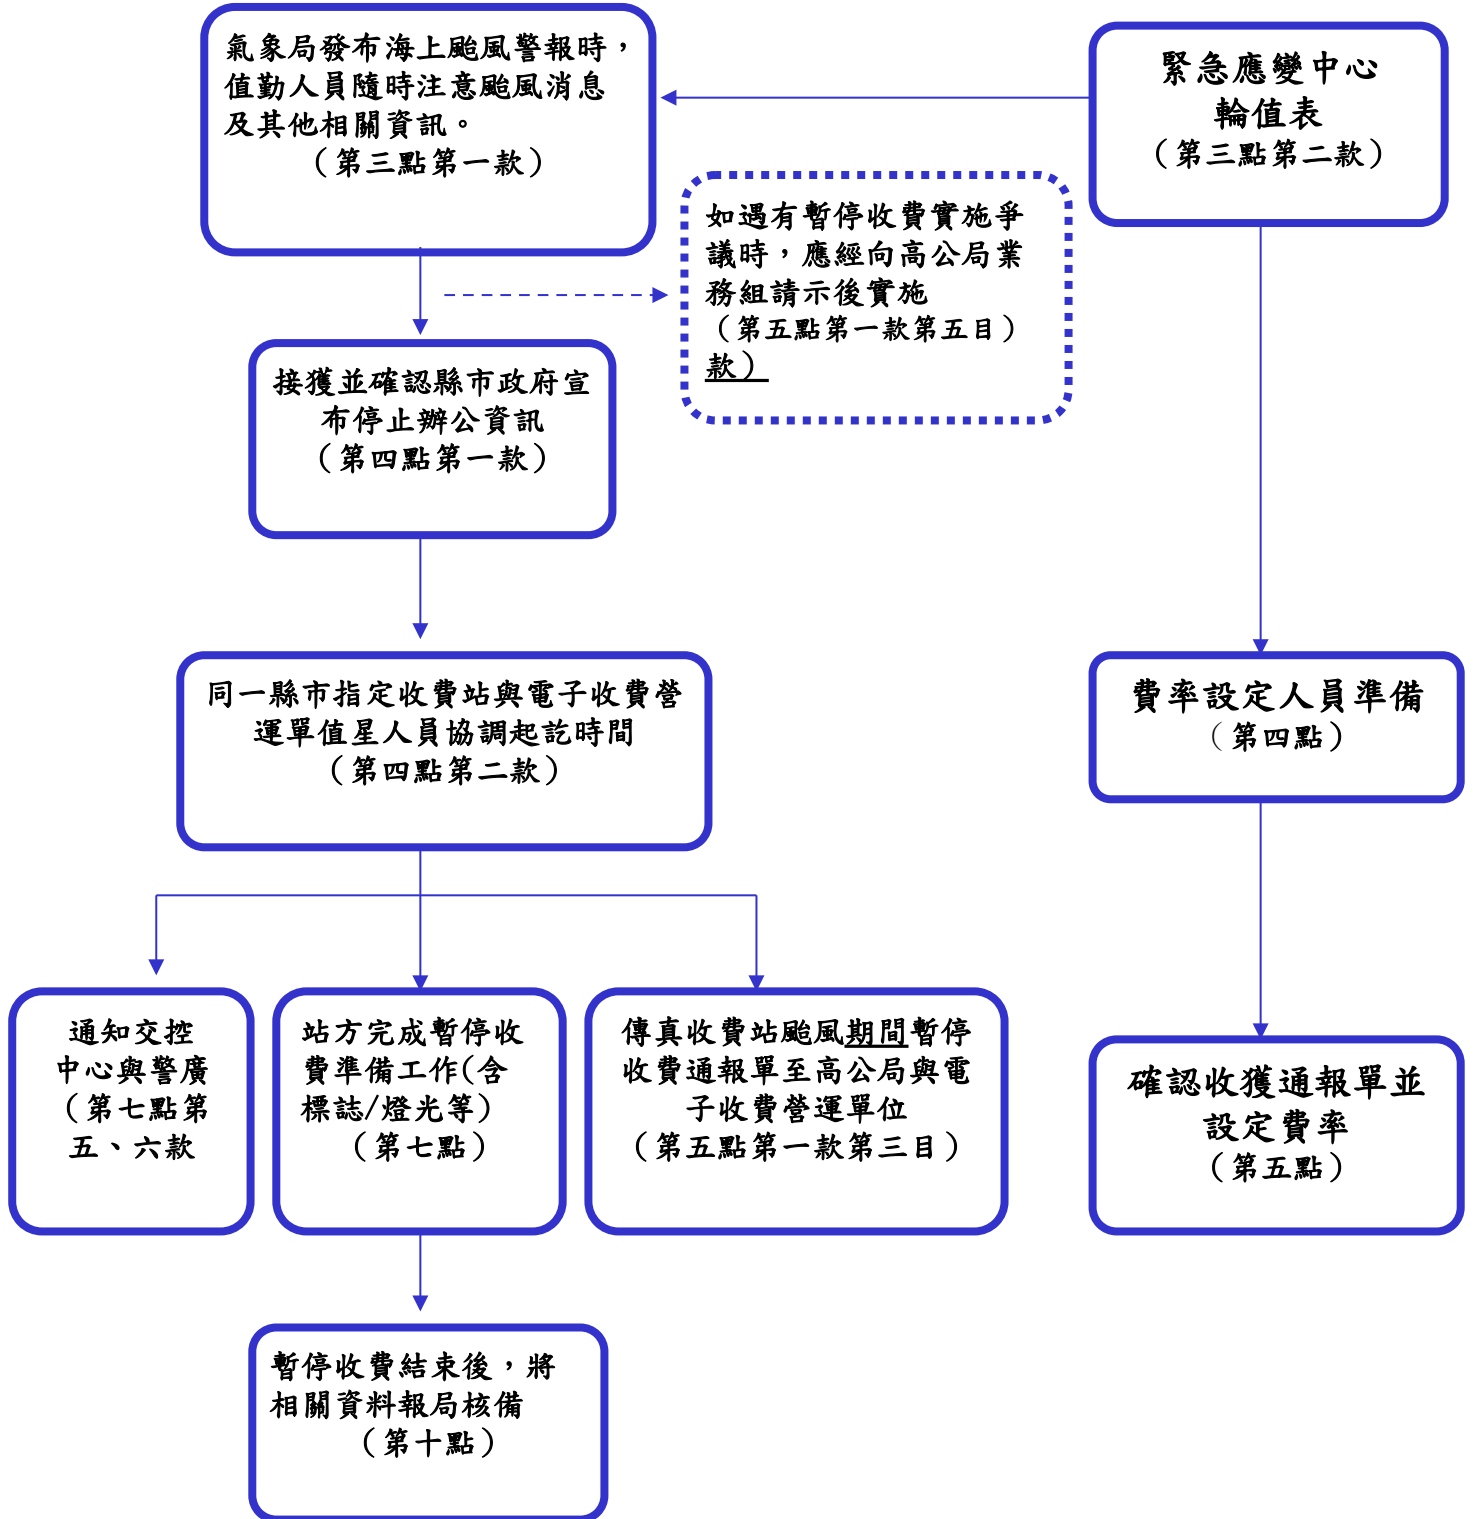 氣象局發布海上颱風警報時，
值勤人員隨時注意颱風消息
及其他相關資訊。
（第三點第一款）
緊急應變中心
輪值表
（第三點第二款）
如遇有暫停收費實施爭
議時，應經向高公局業
務組請示後實施
（第五點第一款第五目）
款）
接獲並確認縣市政府宣
布停止辦公資訊
（第四點第一款）
同一縣市指定收費站與電子收費營
運單值星人員協調起訖時間
（第四點第二款）
費率設定人員準備
（第四點）
通知交控
中心與警廣
（第七點第
五、六款
站方完成暫停收
費準備工作(含
標誌/燈光等)
（第七點）
傳真收費站颱風期間暫停
收費通報單至高公局與電
子收費營運單位
（第五點第一款第三目）
確認收獲通報單並
設定費率
（第五點）
暫停收費結束後，將
相關資料報局核備
（第十點）